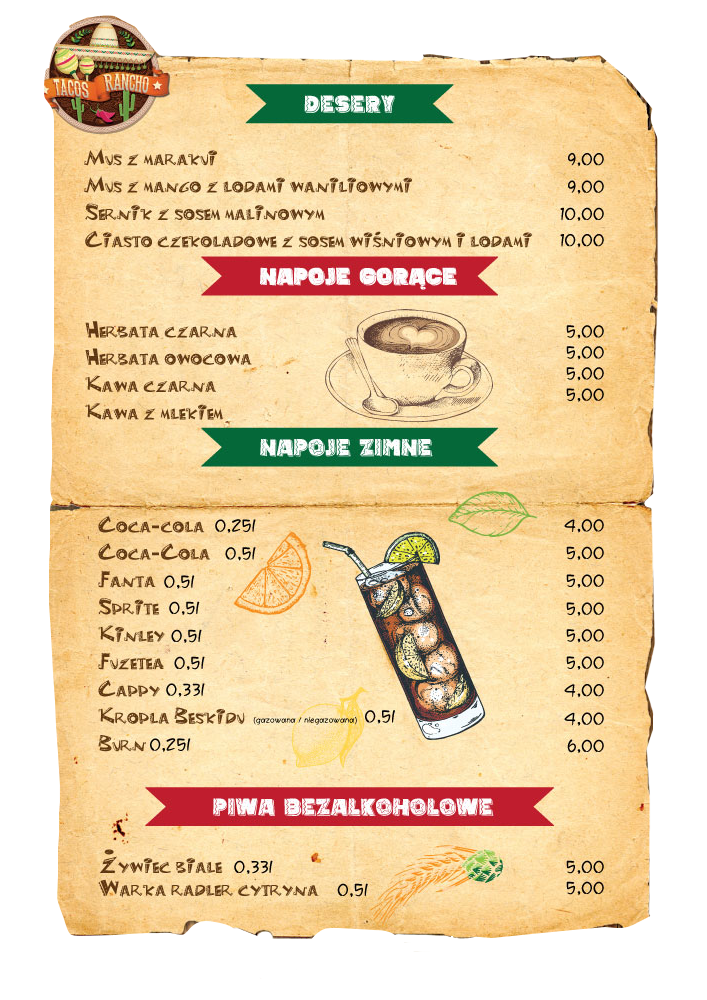 TACOS RANCHO
DESERY
Mus z marakui 9,00
Mus z mango z lodami waniliowymi 9,00
Sernik z sosem malinowym 10,00
Ciasto czekoladowe z sosem wiśniowym i lodami 10,00
NAPOJE GORĄCE
Herbata czarna 5,00
Herbata owocowa 5,00
Kawa czarna 5,00
Kawa z mlekiem 5,00
NAPOJE ZIMNE
Coca-cola 0,25l 4,00
Coca-Cola 0,5l 5,00
Fanta 0,5l 5,00
Sprite 0,5l 5,00
Kinley 0,5l 5,00
Fuzetea 0,5l 5,00
Cappy 0,33l 4,00
Kropla Beskidu (gazowana / niegazowana) 0,5l 4,00
Burn 0,25l 6,00
PIWA BEZALKOHOLOWE
Żywiec biale 0,33l 5,00
Warka radler cytryna 0,5l 5,00